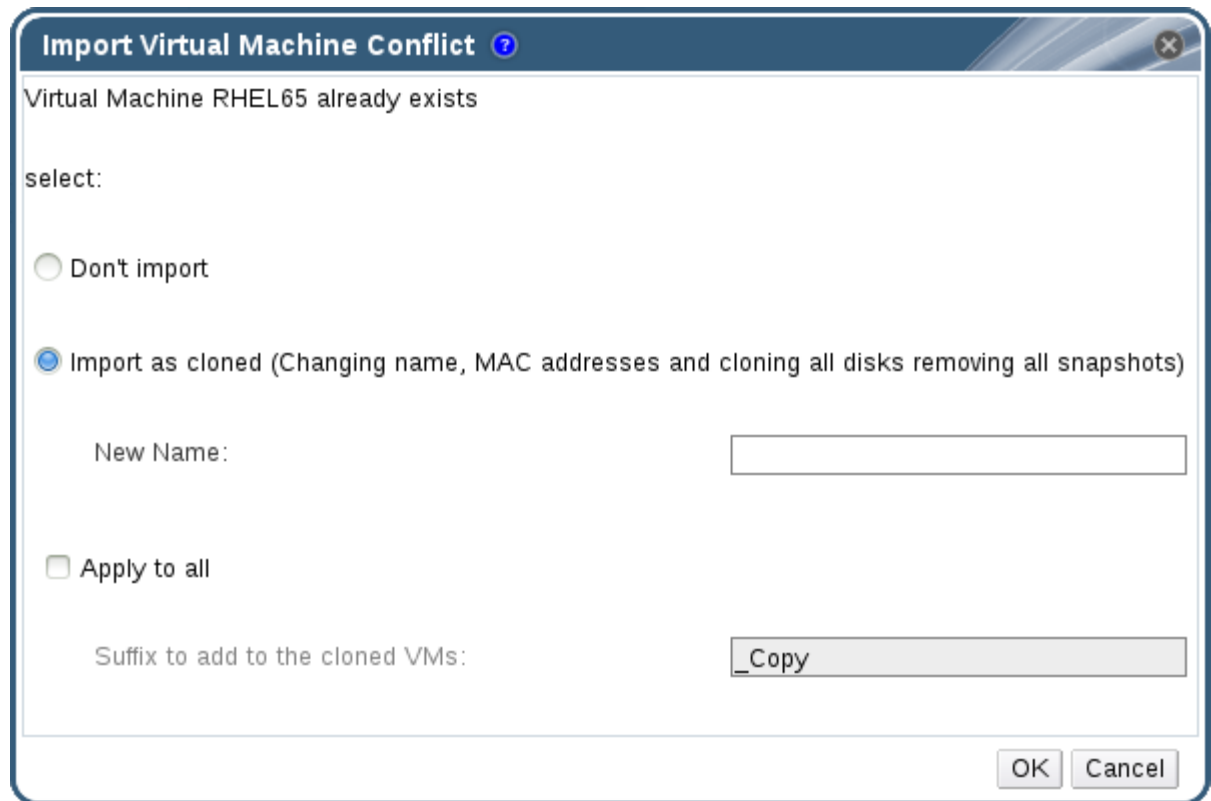 Import Virtual Machine Conflict ?
Virtual Machine RHEL65 already exists
select:
Don't import
Import as cloned (Changing name, MAC addresses and cloning all disks removing all snapshots)
New Name:
Apply to all
Suffix to add to the cloned VMs: _Copy
OK Cancel